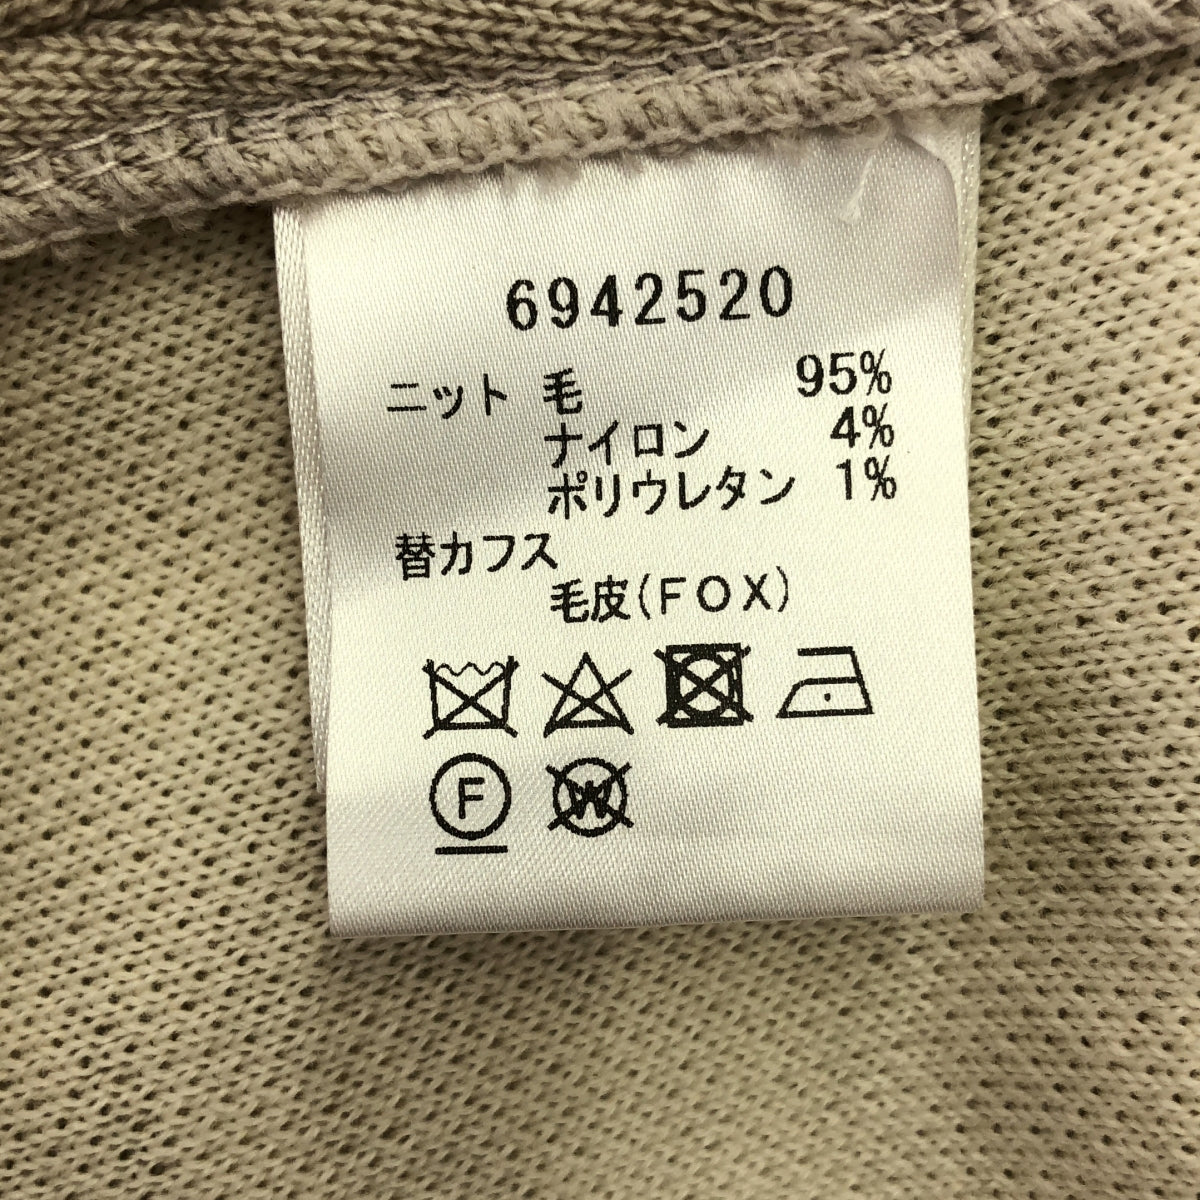 6942520
ニット 毛 95%
ナイロン 4%
ポリウレタン 1%
替カフス
毛皮(FOX)
F W